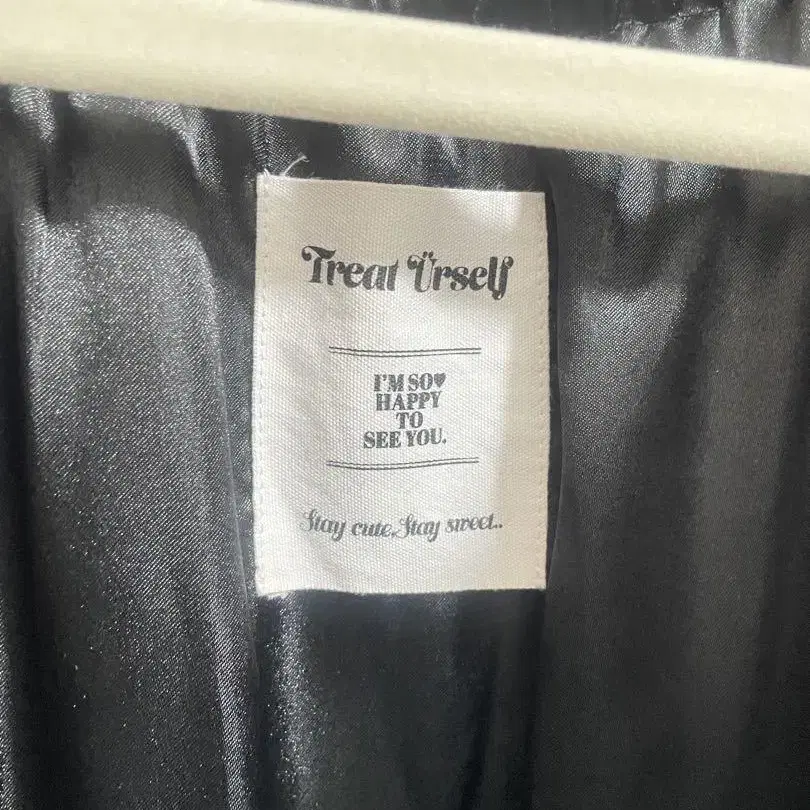 Treat Ürself
I'M SO♥
HAPPY
TO
SEE YOU.
Stay cute.Stay sweet..